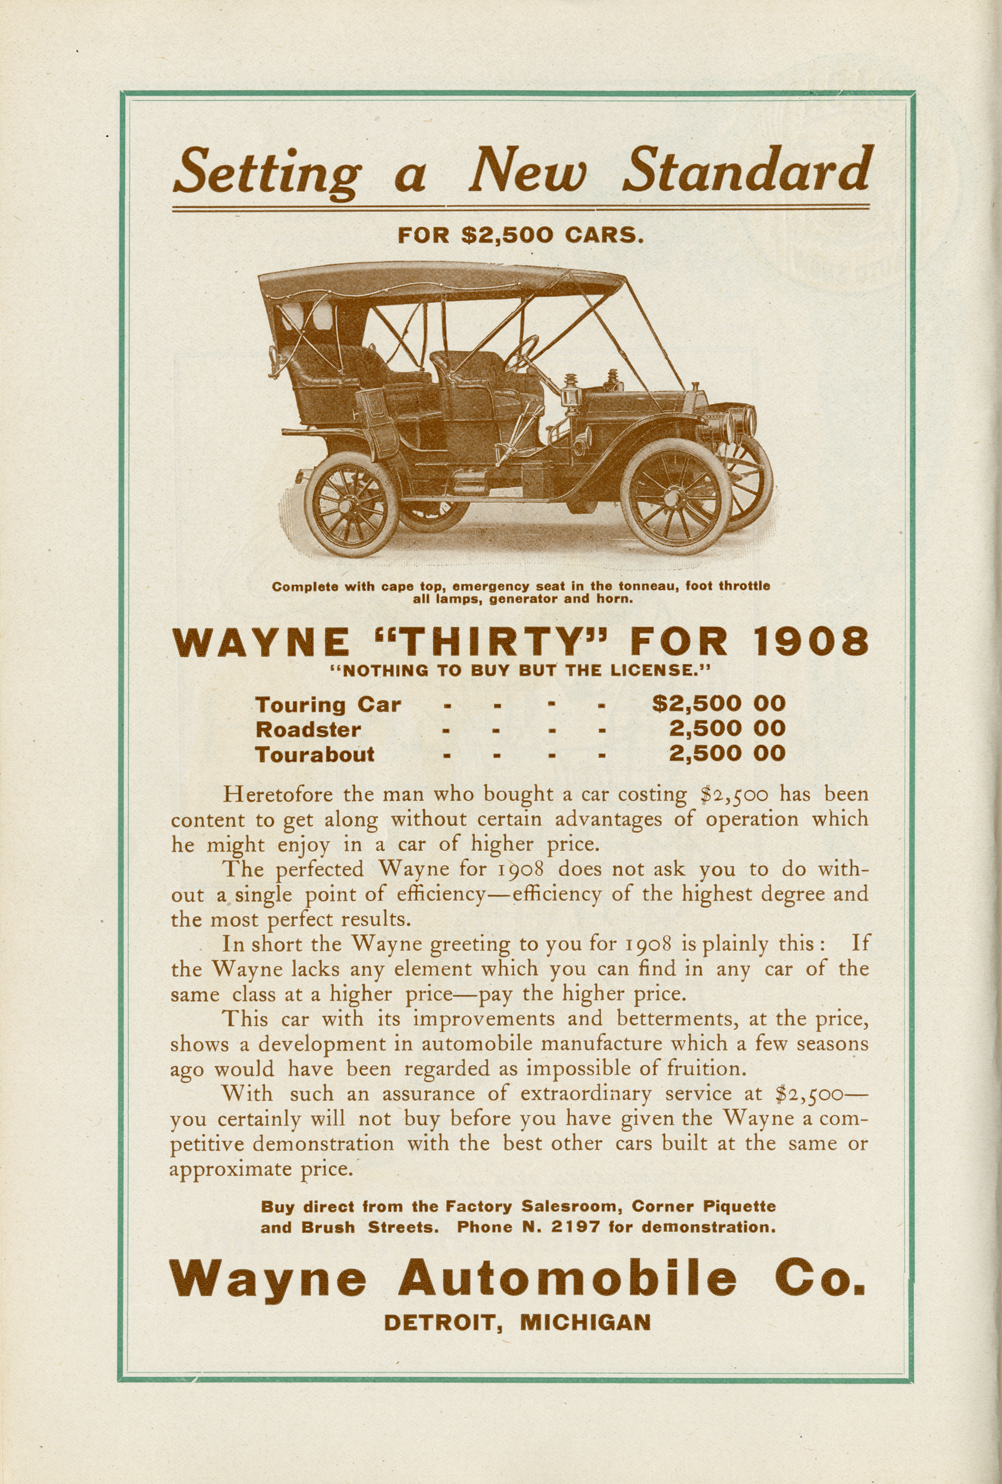 Setting a New Standard
FOR $2,500 CARS.
Complete with cape top, emergency seat in the tonneau, foot throttle
all lamps, generator and horn.
WAYNE “THIRTY” FOR 1908
“NOTHING TO BUY BUT THE LICENSE.”
Touring Car - - - - $2,500 00
Roadster - - - - 2,500 00
Tourabout - - - - 2,500 00
Heretofore the man who bought a car costing $2,500 has been
content to get along without certain advantages of operation which
he might enjoy in a car of higher price.
The perfected Wayne for 1908 does not ask you to do with-
out a single point of efficiency—efficiency of the highest degree and
the most perfect results.
In short the Wayne greeting to you for 1908 is plainly this : If
the Wayne lacks any element which you can find in any car of the
same class at a higher price—pay the higher price.
This car with its improvements and betterments, at the price,
shows a development in automobile manufacture which a few seasons
ago would have been regarded as impossible of fruition.
With such an assurance of extraordinary service at $2,500—
you certainly will not buy before you have given the Wayne a com-
petitive demonstration with the best other cars built at the same or
approximate price.
Buy direct from the Factory Salesroom, Corner Piquette
and Brush Streets. Phone N. 2197 for demonstration.
Wayne Automobile Co.
DETROIT, MICHIGAN